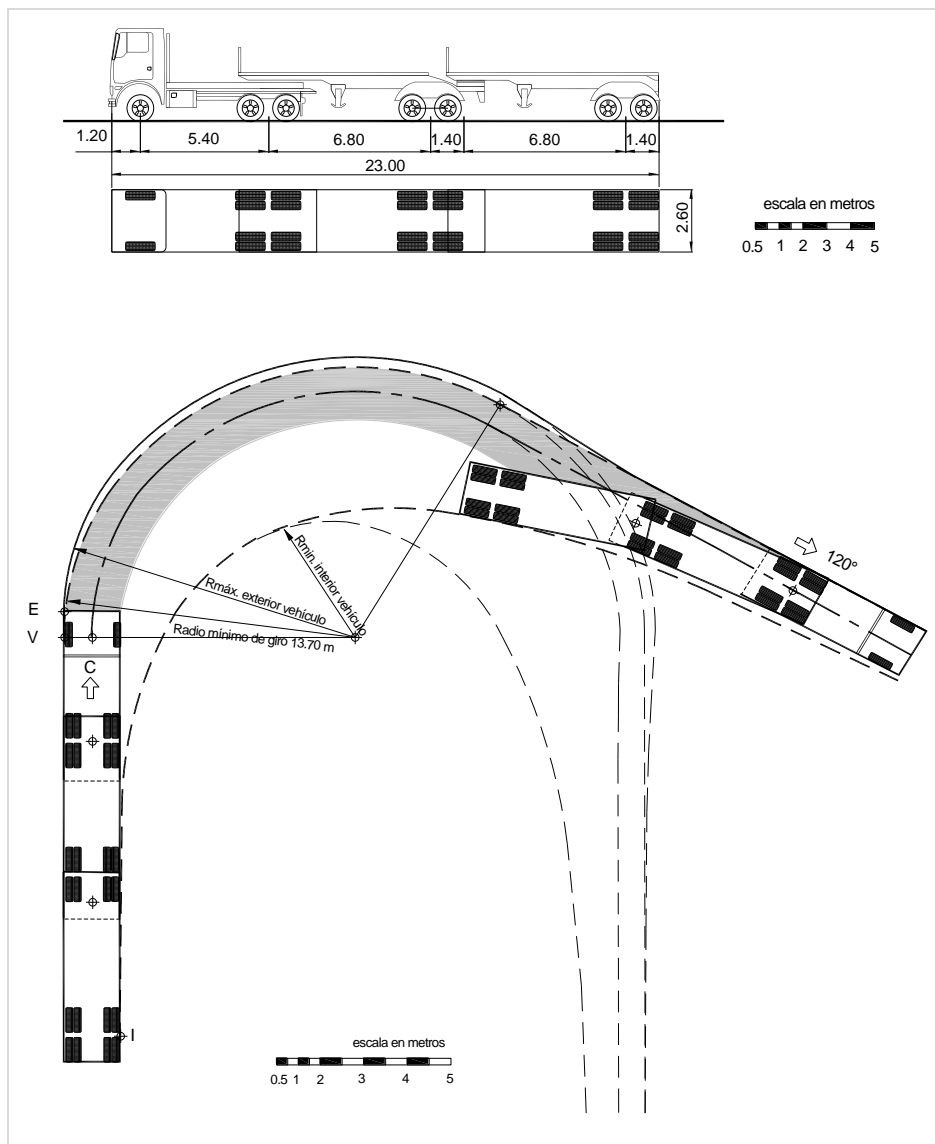 1.20
5.40
6.80
1.40
6.80
1.40
23.00
2.60
escala en metros
0.5 1 2 3 4 5
120°
Rmín. interior vehículo
Rmáx. exterior vehículo
E
Radio mínimo de giro 13.70 m
V
C
I
escala en metros
0.5 1 2 3 4 5